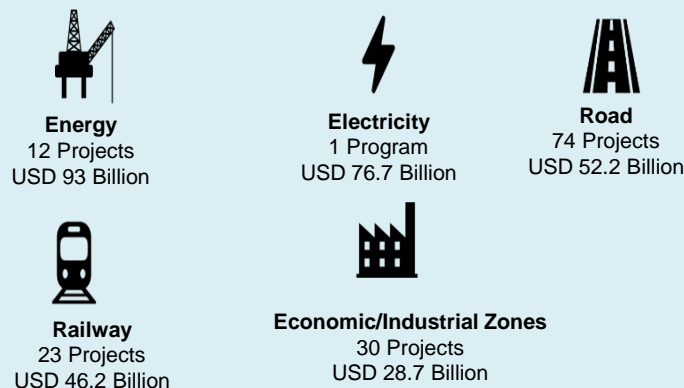 Energy
12 Projects
USD 93 Billion
Electricity
1 Program
USD 76.7 Billion
Road
74 Projects
USD 52.2 Billion
Railway
23 Projects
USD 46.2 Billion
Economic/Industrial Zones
30 Projects
USD 28.7 Billion